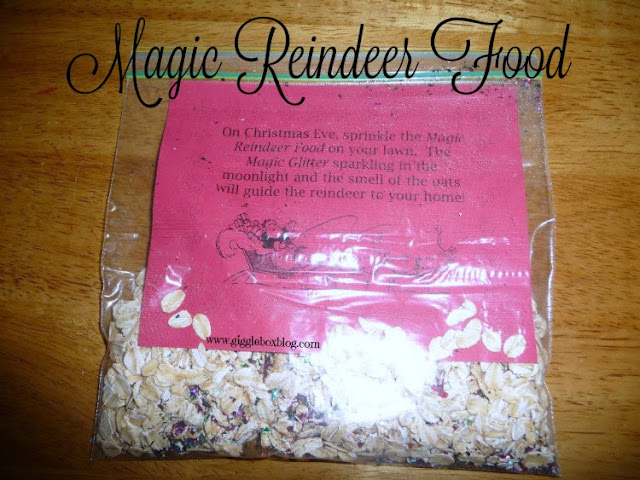 Magic Reindeer Food
On Christmas Eve, sprinkle the Magic
Reindeer Food on your lawn. The
Magic Glitter sparkling in the
moonlight and the smell of the oats
will guide the reindeer to your home!
www.giggleboxblog.com